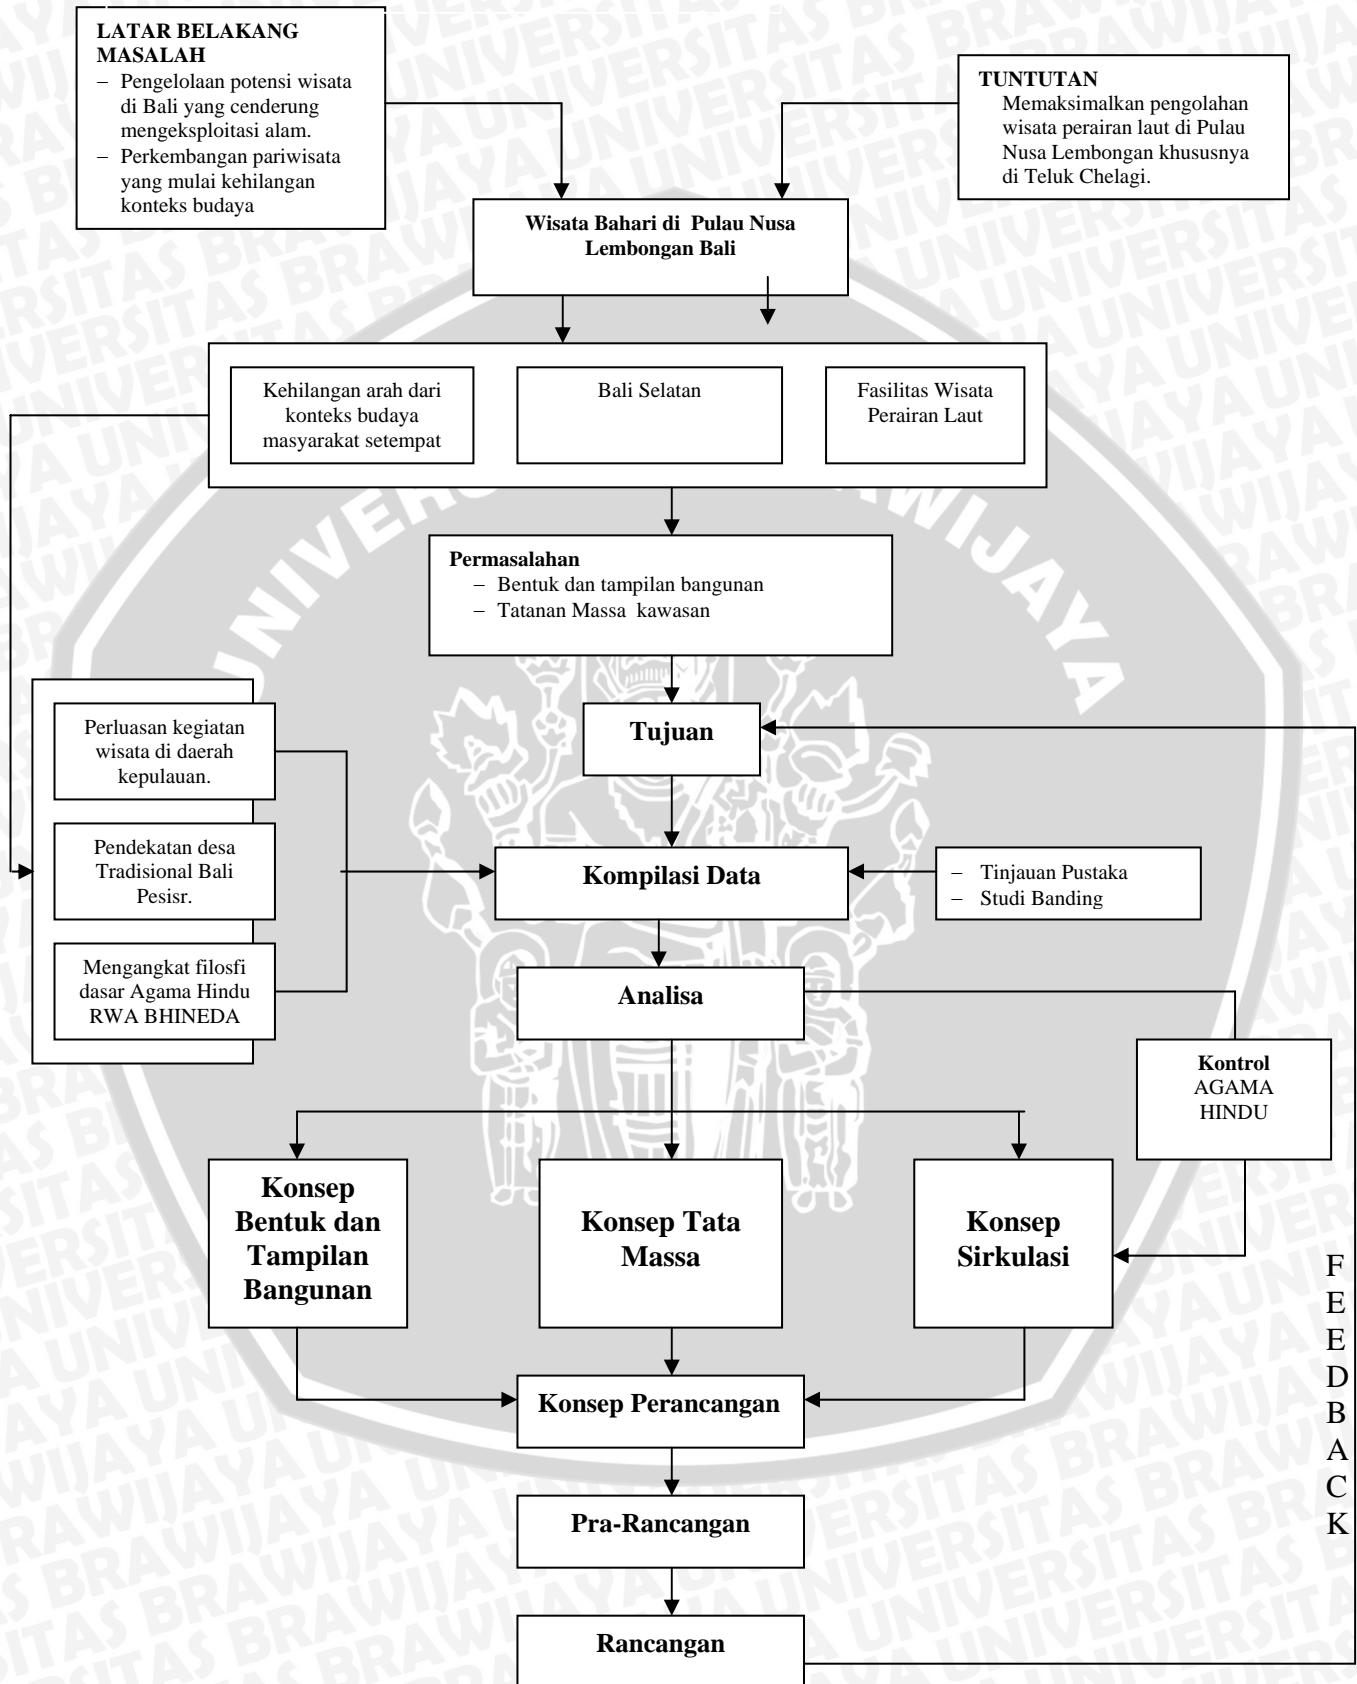 LATAR BELAKANG
MASALAH
– Pengelolaan potensi wisata
di Bali yang cenderung
mengeksploitasi alam.
– Perkembangan pariwisata
yang mulai kehilangan
konteks budaya
TUNTUTAN
Memaksimalkan pengolahan
wisata perairan laut di Pulau
Nusa Lembongan khususnya
di Teluk Chelagi.
Wisata Bahari di Pulau Nusa
Lembongan Bali
Kehilangan arah dari
konteks budaya
masyarakat setempat
Bali Selatan
Fasilitas Wisata
Perairan Laut
Permasalahan
– Bentuk dan tampilan bangunan
– Tatanan Massa kawasan
Tujuan
Perluasan kegiatan
wisata di daerah
kepulauan.
Pendekatan desa
Tradisional Bali
Pesisr.
Mengangkat filosfi
dasar Agama Hindu
RWA BHINEDA
Kompilasi Data
– Tinjauan Pustaka
– Studi Banding
Analisa
Kontrol
AGAMA
HINDU
Konsep
Bentuk dan
Tampilan
Bangunan
Konsep Tata
Massa
Konsep
Sirkulasi
Konsep Perancangan
Pra-Rancangan
Rancangan
F
E
E
D
B
A
C
K